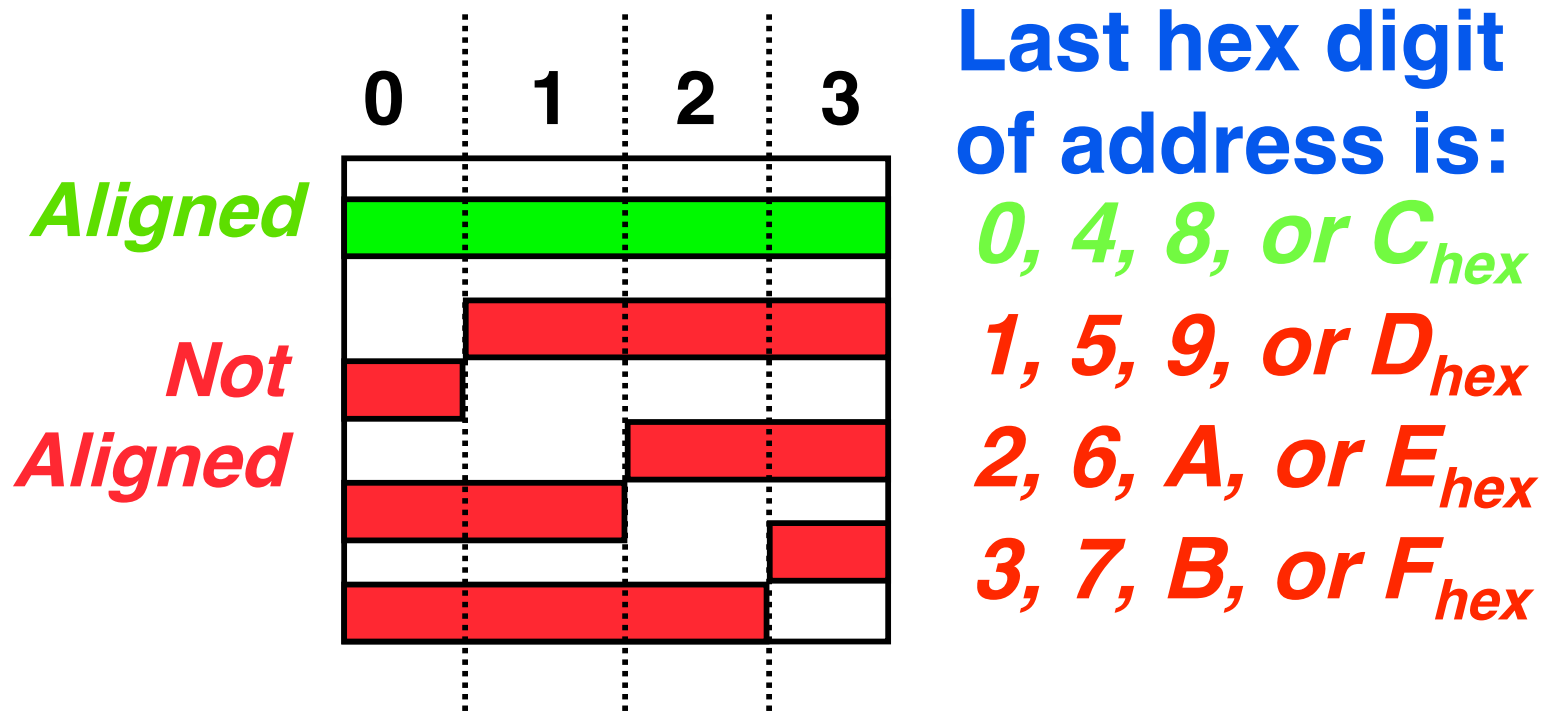 Last hex digit
of address is:
0 1 2 3
Aligned
0, 4, 8, or Chex
1, 5, 9, or Dhex
Not
Aligned
2, 6, A, or Ehex
3, 7, B, or Fhex